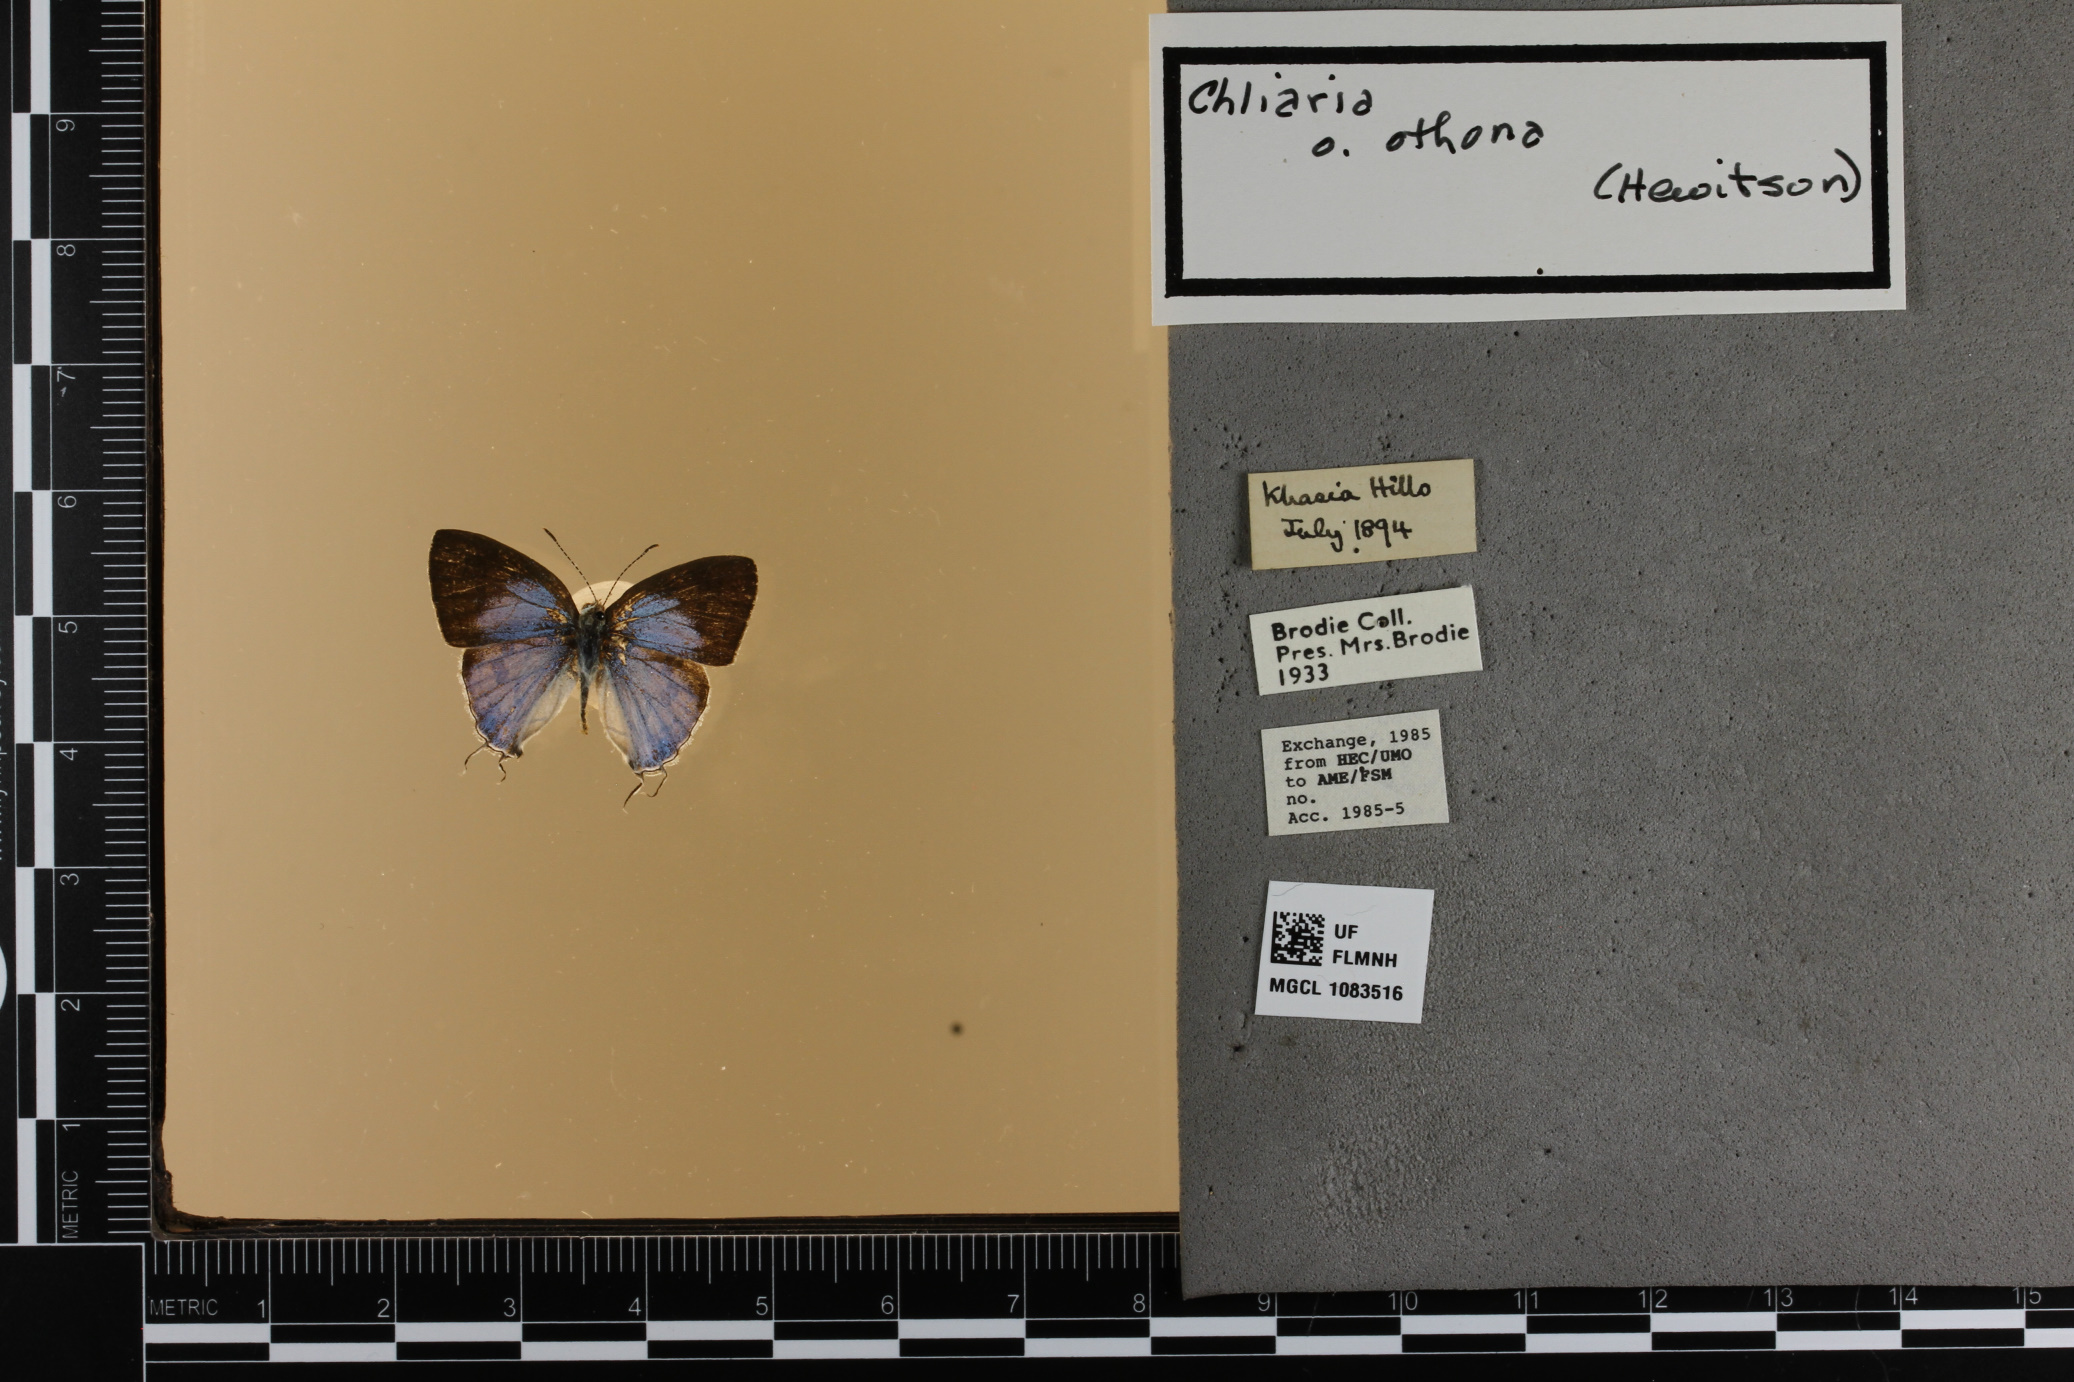 Chliaria
o. othona
(Hewitson)
Khasia Hills
July 1894
Brodie Coll.
Pres. Mrs. Brodie
1933
Exchange, 1985
from HEC/UMO
to AME/FSM
no.
Acc. 1985-5
UF
FLMNH
MGCL 1083516
9
8
7
6
5
4
3
2
1
METRIC
METRIC 1 2 3 4 5 6 7 8 9 10 11 12 13 14 15